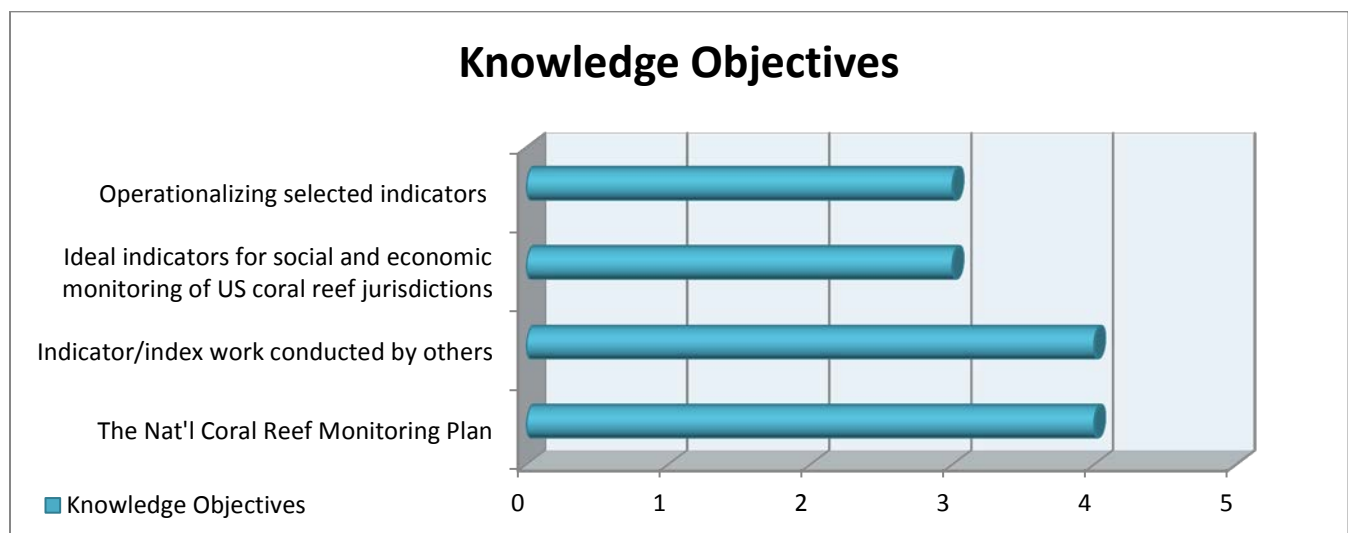 Knowledge Objectives
Operationalizing selected indicators
Ideal indicators for social and economic
monitoring of US coral reef jurisdictions
Indicator/index work conducted by others
The Nat'l Coral Reef Monitoring Plan
Knowledge Objectives
0 1 2 3 4 5